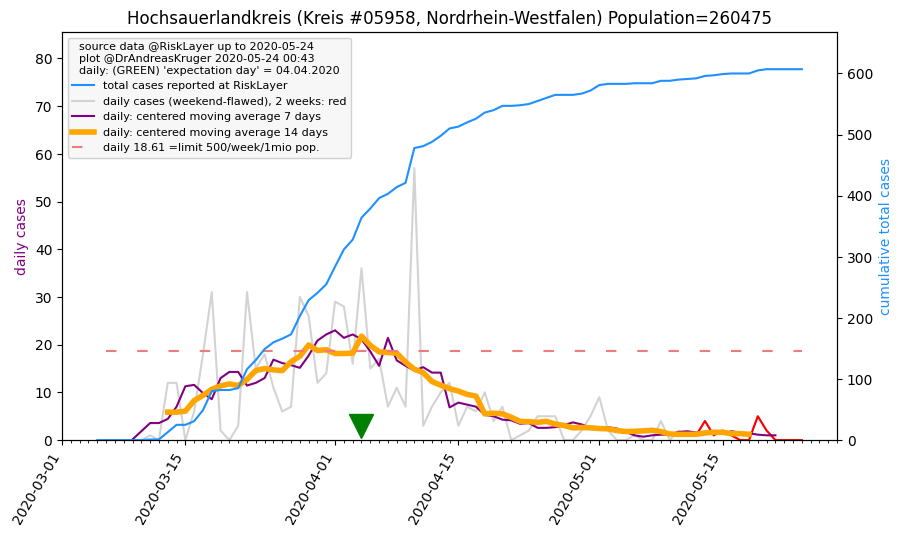 Hochsauerlandkreis (Kreis #05958, Nordrhein-Westfalen) Population=260475
source data @RiskLayer up to 2020-05-24
plot @DrAndreasKruger 2020-05-24 00:43
daily: (GREEN) 'expectation day' = 04.04.2020
total cases reported at RiskLayer
daily cases (weekend-flawed), 2 weeks: red
daily: centered moving average 7 days
daily: centered moving average 14 days
daily 18.61 =limit 500/week/1mio pop.
daily cases
80
70
60
50
40
30
20
10
0
cumulative total cases
600
500
400
300
200
100
0
2020-03-01
2020-03-15
2020-04-01
2020-04-15
2020-05-01
2020-05-15